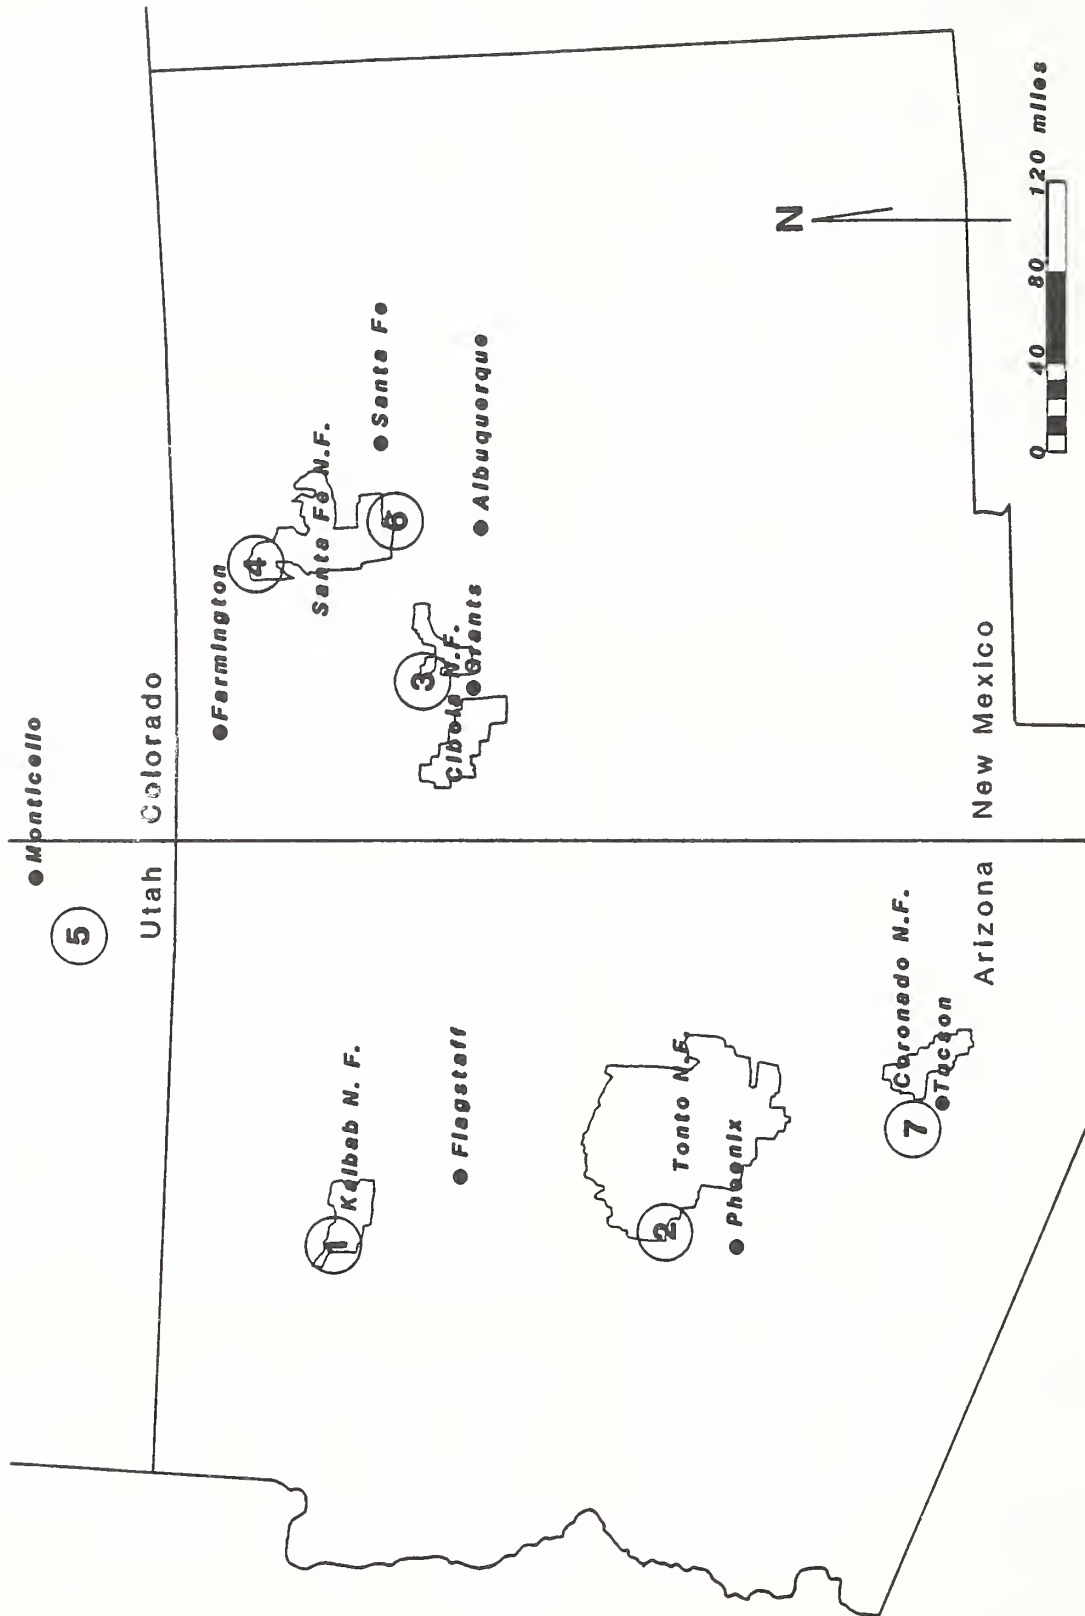 Monticello
5
Utah
Colorado
Farmington
4
Santa Fe N.F.
6
Santa Fe
1
Kaibab N. F.
3
Cibola N.F.
Grants
Albuquerque
Flagstaff
2
Tonto N.F.
Phoenix
7
Coronado N.F.
Tucson
Arizona
New Mexico
N
0 40 80 120 miles